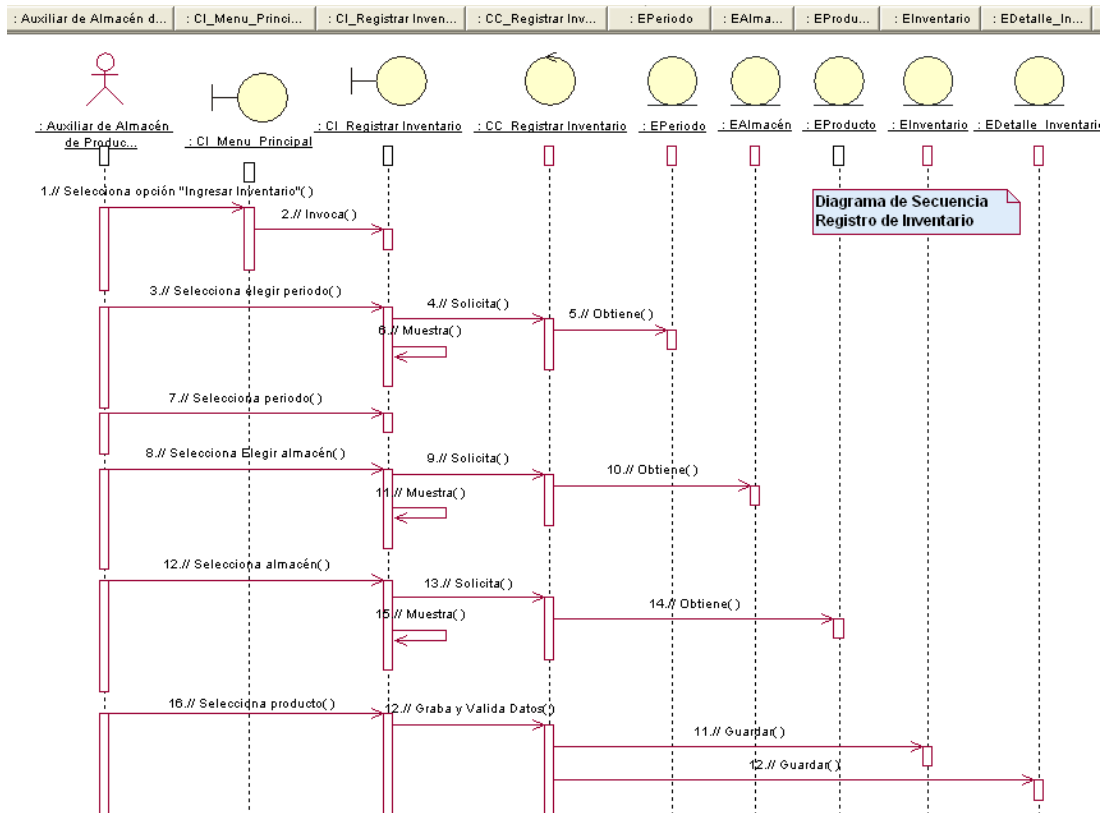 : Auxiliar de Almacén d... : CI_Menu_Princi... : CI_Registrar Inven... : CC_Registrar Inv... : EPeriodo : EAlma... : EProdu... : EInventario : EDetalle_In...
: Auxiliar de Almacén
de Produc...
: CI_Menu_Principal
: CI_Registrar Inventario
: CC_Registrar Inventario
: EPeriodo
: EAlmacén
: EProducto
: EInventario
: EDetalle_Inventario
1.// Selecciona opción "Ingresar Inventario"( )
Diagrama de Secuencia
Registro de Inventario
2.// Invoca( )
3.// Selecciona elegir periodo( )
4.// Solicita( )
5.// Obtiene( )
6.// Muestra( )
7.// Selecciona periodo( )
8.// Selecciona Elegir almacén( )
9.// Solicita( )
10.// Obtiene( )
11.// Muestra( )
12.// Selecciona almacén( )
13.// Solicita( )
14.// Obtiene( )
15.// Muestra( )
16.// Selecciona producto( )
12.// Graba y Valida Datos( )
11.// Guardar( )
12.// Guardar( )